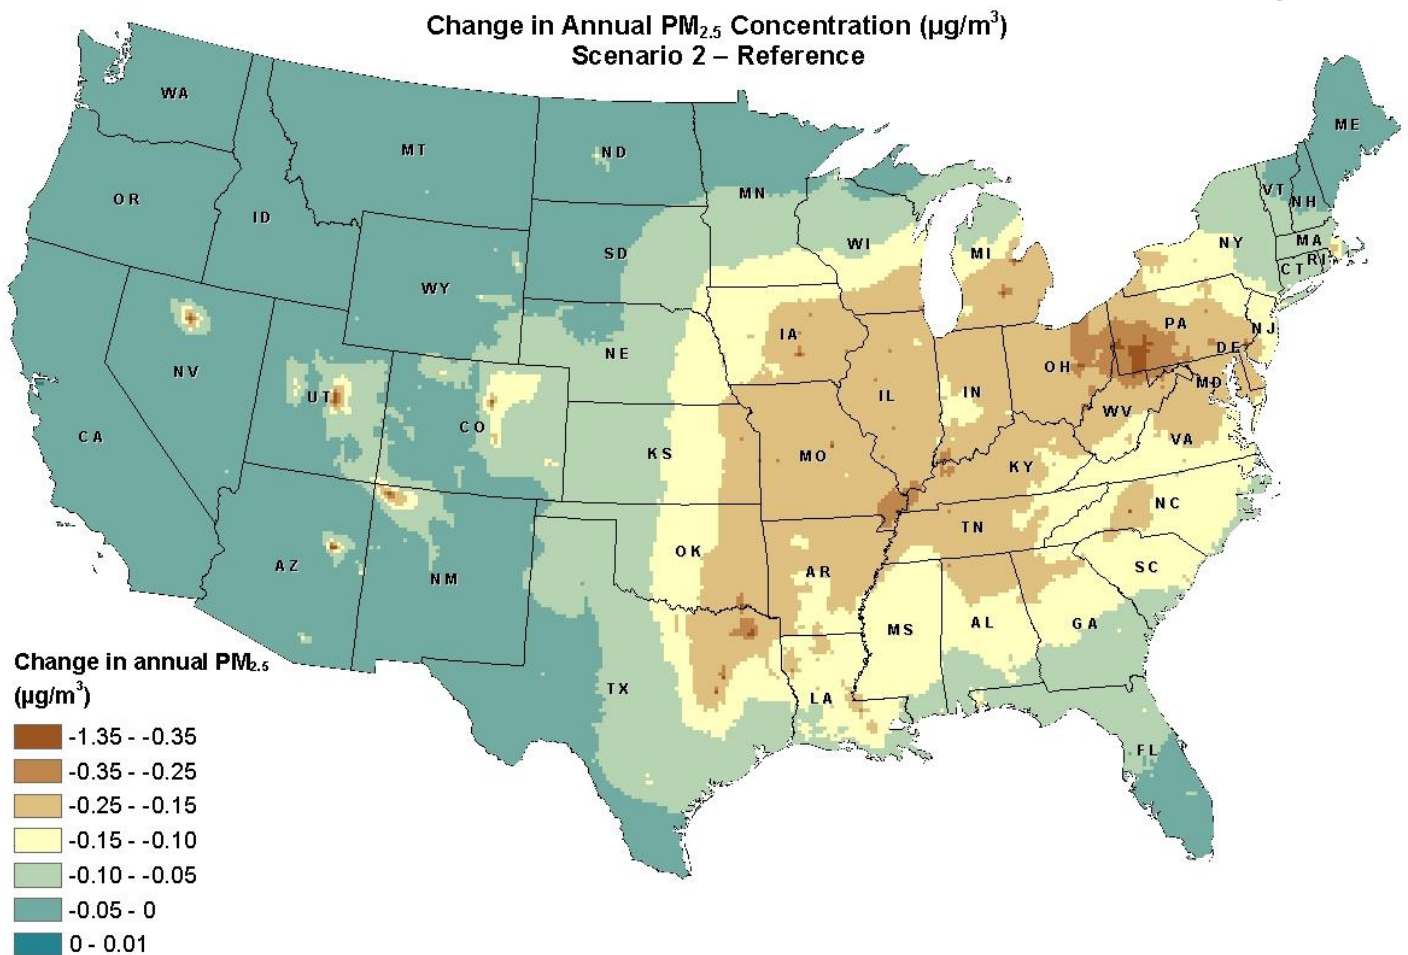 Change in Annual PM2.5 Concentration (µg/m³)
Scenario 2 – Reference
WA
MT
ND
MN
ME
VT
NH
OR
ID
SD
WI
MI
NY
MA
CT
RI
WY
NV
UT
CO
NE
IA
IL
IN
OH
PA
NJ
DE
MD
WV
VA
CA
KS
MO
KY
AZ
NM
OK
AR
TN
NC
SC
TX
LA
MS
AL
GA
FL
Change in annual PM2.5
(µg/m³)
-1.35 - -0.35
-0.35 - -0.25
-0.25 - -0.15
-0.15 - -0.10
-0.10 - -0.05
-0.05 - 0
0 - 0.01